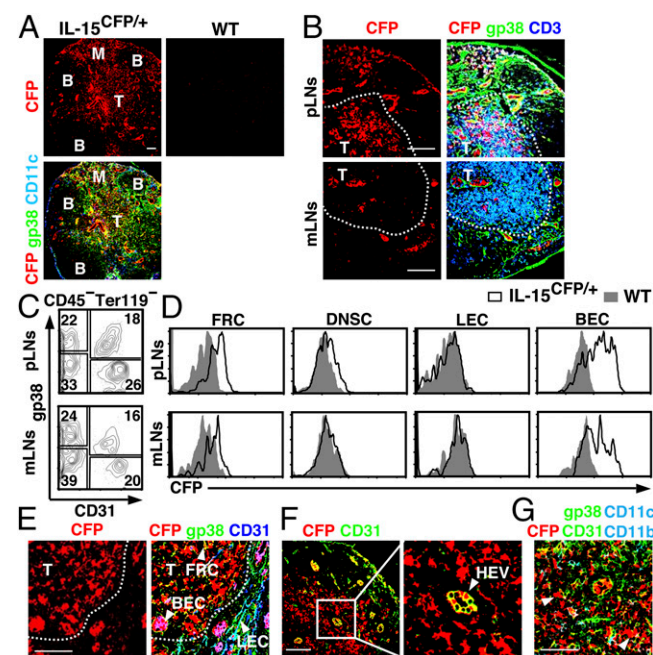 A IL-15CFP/+ WT
CFP
M
B B
T
B
CFP gp38 CD11c
M
B B
T
B
B CFP CFP gp38 CD3
pLNs
T T
mLNs
T T
C CD45−Ter119−
gp38
pLNs
22 18
33 26
mLNs
24 16
39 20
CD31
D IL-15CFP/+ WT
FRC DNSC LEC BEC
pLNs
mLNs
CFP
E CFP CFP gp38 CD31
T T FRC
BEC
LEC
F CFP CD31
HEV
G gp38 CD11c
CFP CD31 CD11b